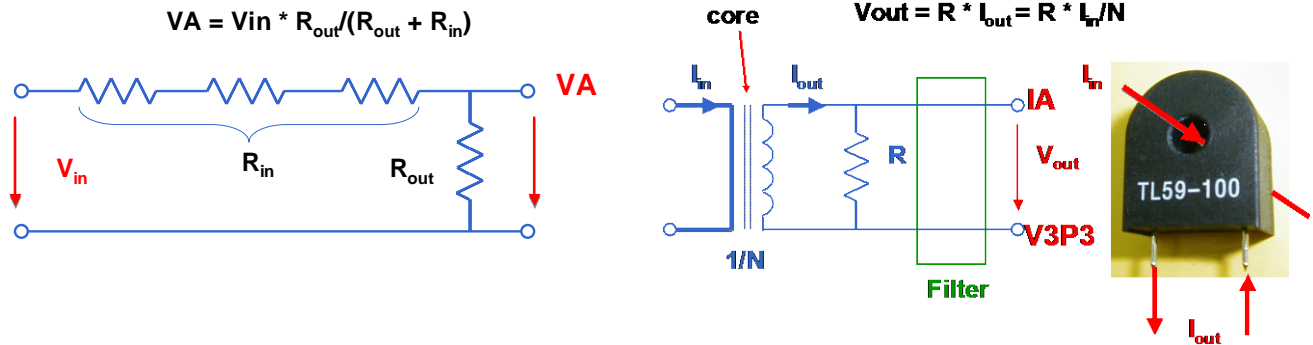 VA = Vin * Rout/(Rout + Rin)
VA
Vin
Rin
Rout
core
Vout = R * Iout = R * Iin/N
Iin
Iout
R
IA
Vout
V3P3
1/N
Filter
Iin
TL59-100
Iout